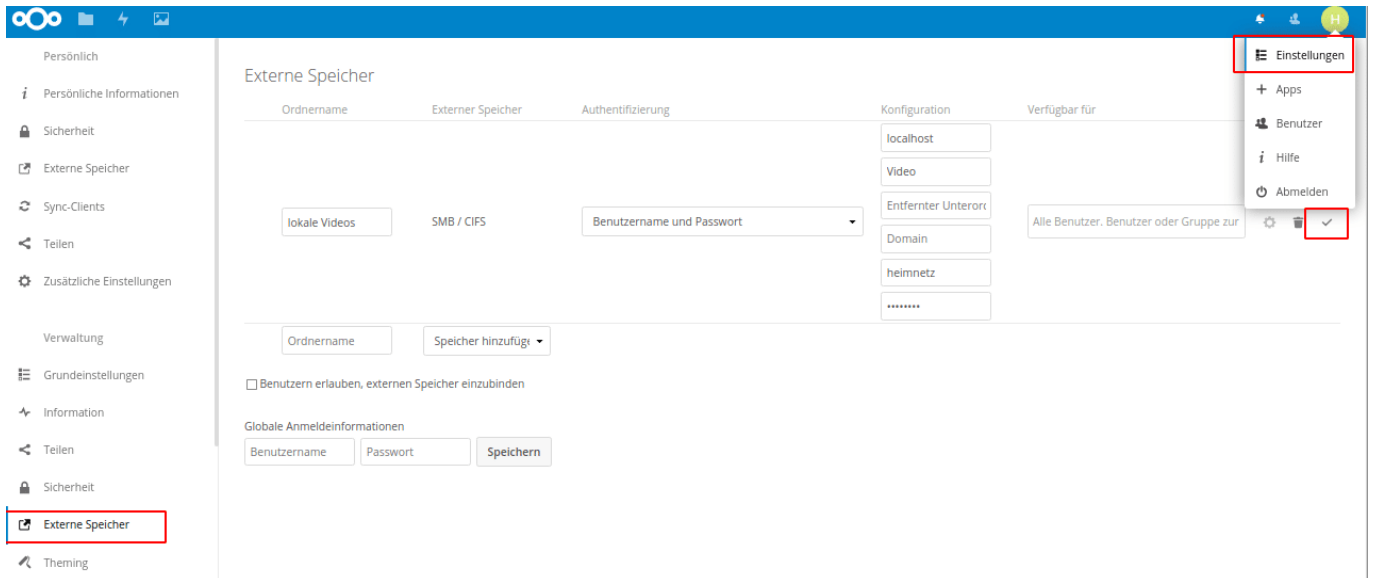 H
Persönlich
Persönliche Informationen
Sicherheit
Externe Speicher
Sync-Clients
Teilen
Zusätzliche Einstellungen
Verwaltung
Grundeinstellungen
Information
Teilen
Sicherheit
Externe Speicher
Theming
Externe Speicher
Ordnername Externer Speicher Authentifizierung Konfiguration Verfügbar für
localhost
Video
Entfernter Unteror
lokale Videos SMB / CIFS Benutzername und Passwort Alle Benutzer. Benutzer oder Gruppe zur
Domain
heimnetz
••••••••
Ordnername Speicher hinzufüge
Benutzern erlauben, externen Speicher einzubinden
Globale Anmeldeinformationen
Benutzername Passwort Speichern
Einstellungen
Apps
Benutzer
Hilfe
Abmelden